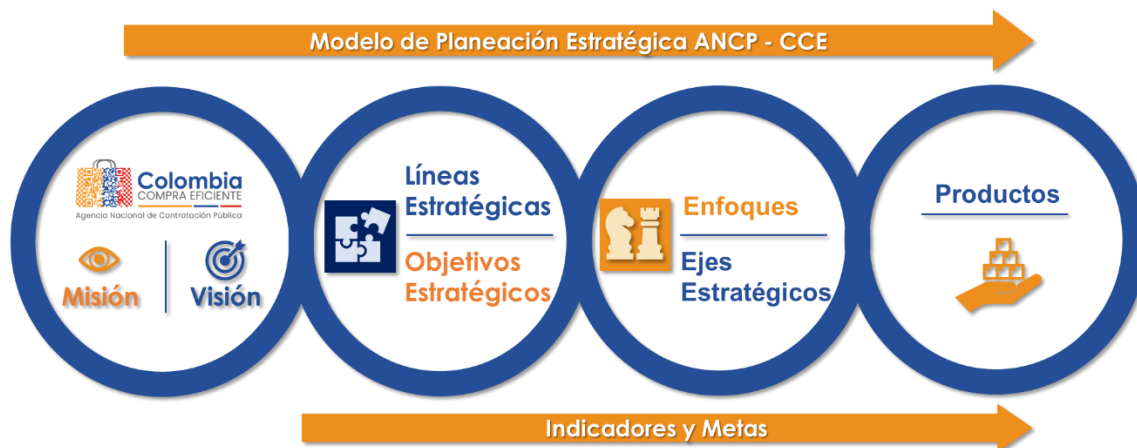 Modelo de Planeación Estratégica ANCP - CCE
Colombia
COMPRA EFICIENTE
Agencia Nacional de Contratación Pública
Misión
Visión
Líneas
Estratégicas
Objetivos
Estratégicos
Enfoques
Ejes
Estratégicos
Productos
Indicadores y Metas